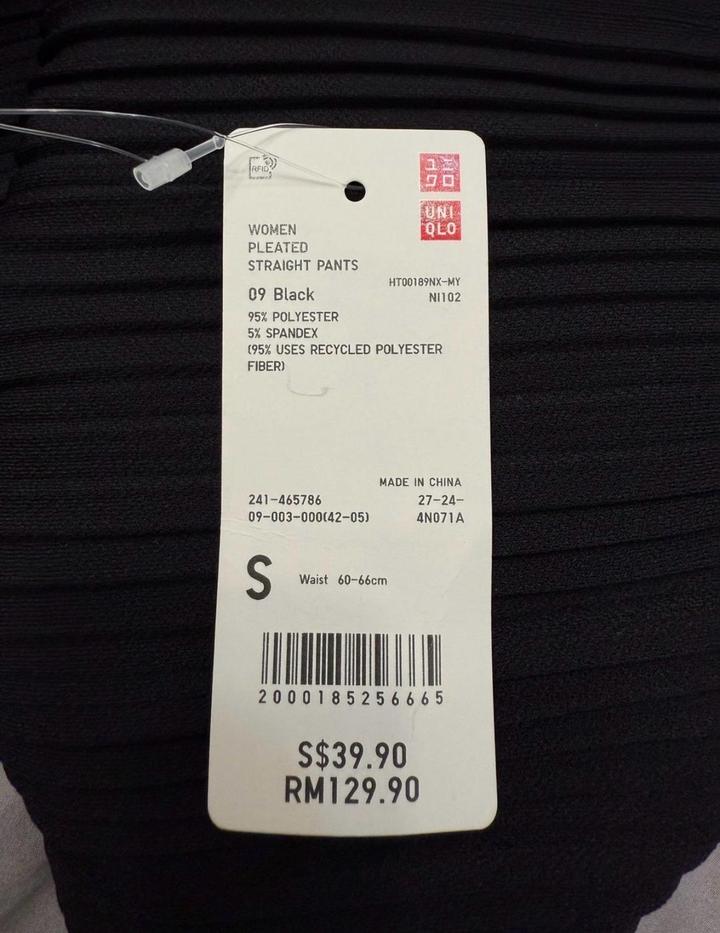 RFID
ユニ
クロ
UNI
QLO
WOMEN
PLEATED
STRAIGHT PANTS
HT00189NX-MY
09 Black
NI102
95% POLYESTER
5% SPANDEX
(95% USES RECYCLED POLYESTER
FIBER)
MADE IN CHINA
241-465786
27-24-
09-003-000(42-05)
4N071A
S
Waist 60-66cm
2000185256665
S$39.90
RM129.90